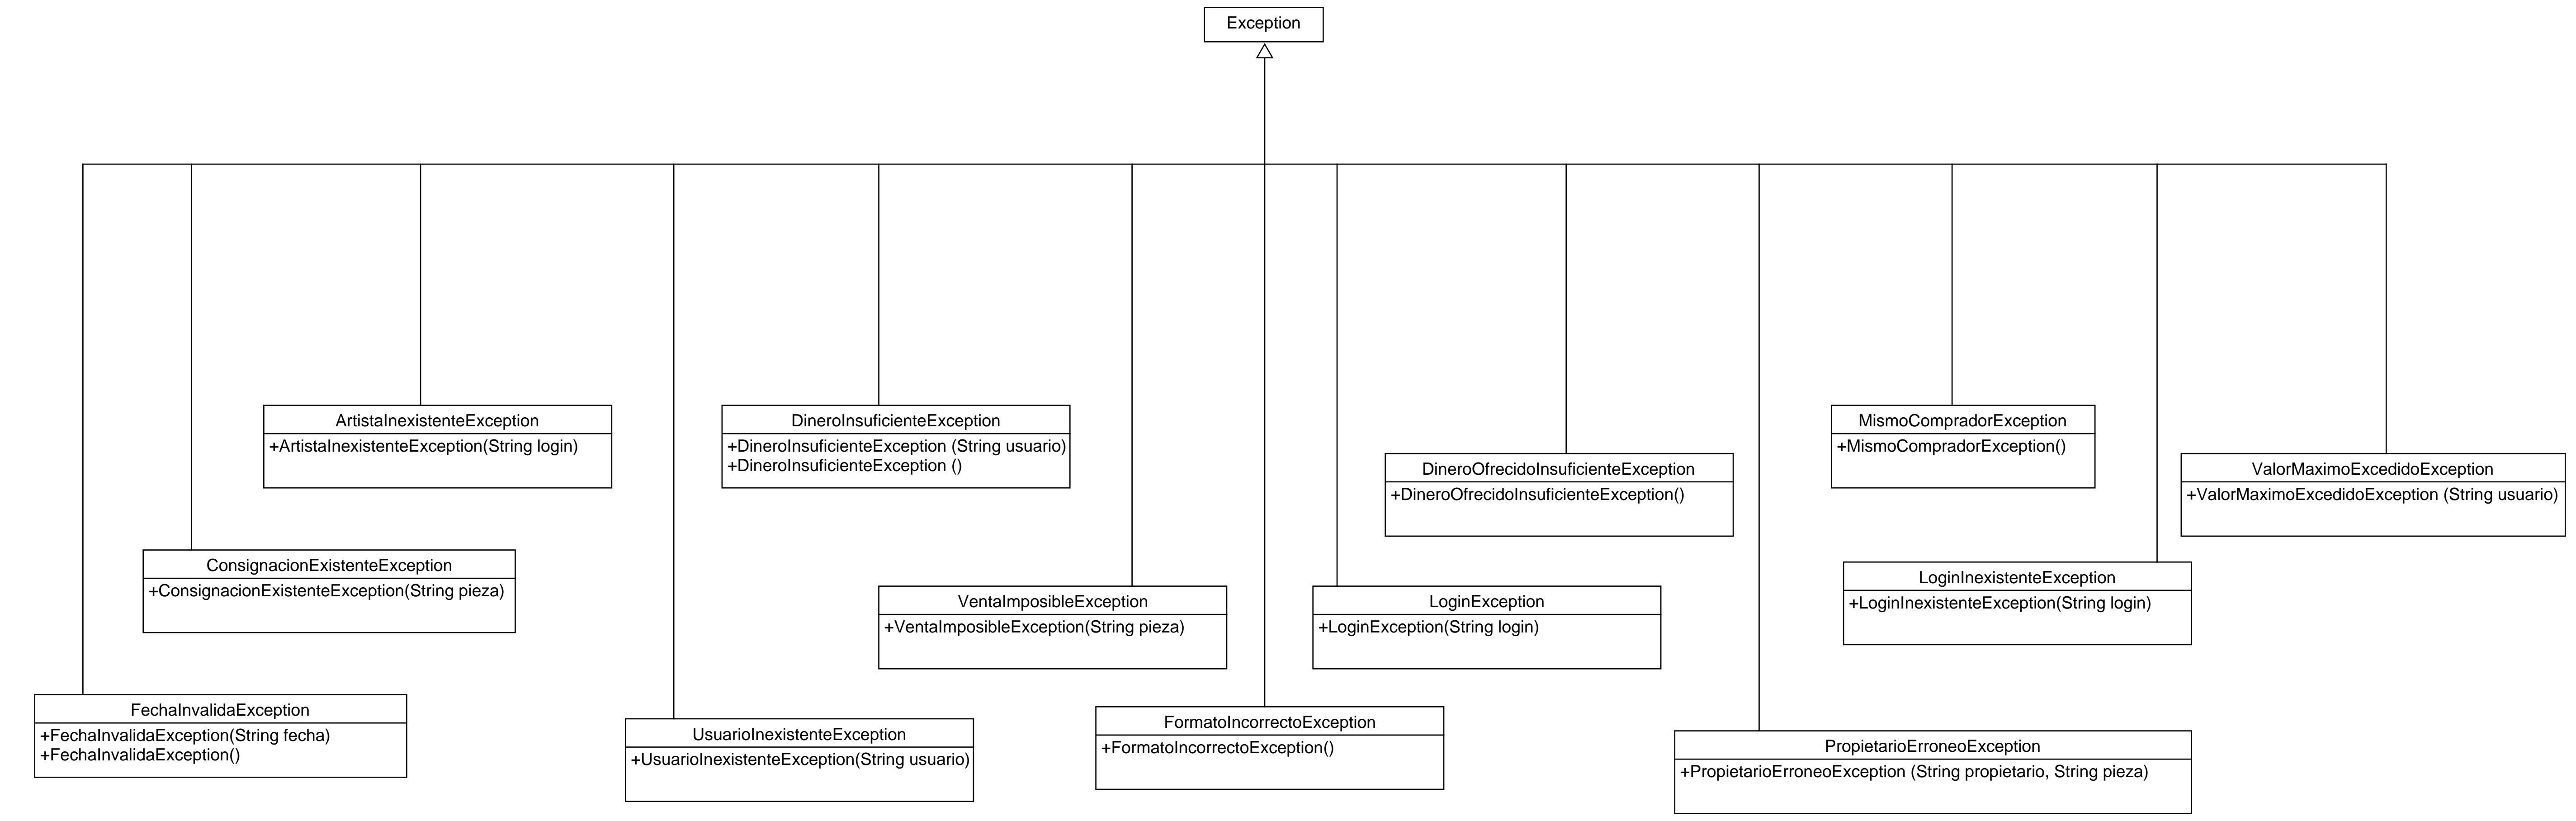 Exception
ArtistaInexistenteException
+ArtistaInexistenteException(String login)
DineroInsuficienteException
+DineroInsuficienteException (String usuario)
+DineroInsuficienteException ()
MismoCompradorException
+MismoCompradorException()
DineroOfrecidoInsuficienteException
+DineroOfrecidoInsuficienteException()
ValorMaximoExcedidoException
+ValorMaximoExcedidoException (String usuario)
ConsignacionExistenteException
+ConsignacionExistenteException(String pieza)
LoginInexistenteException
+LoginInexistenteException(String login)
VentaImposibleException
+VentaImposibleException(String pieza)
LoginException
+LoginException(String login)
FechaInvalidaException
+FechaInvalidaException(String fecha)
+FechaInvalidaException()
UsuarioInexistenteException
+UsuarioInexistenteException(String usuario)
FormatoIncorrectoException
+FormatoIncorrectoException()
PropietarioErroneoException
+PropietarioErroneoException (String propietario, String pieza)